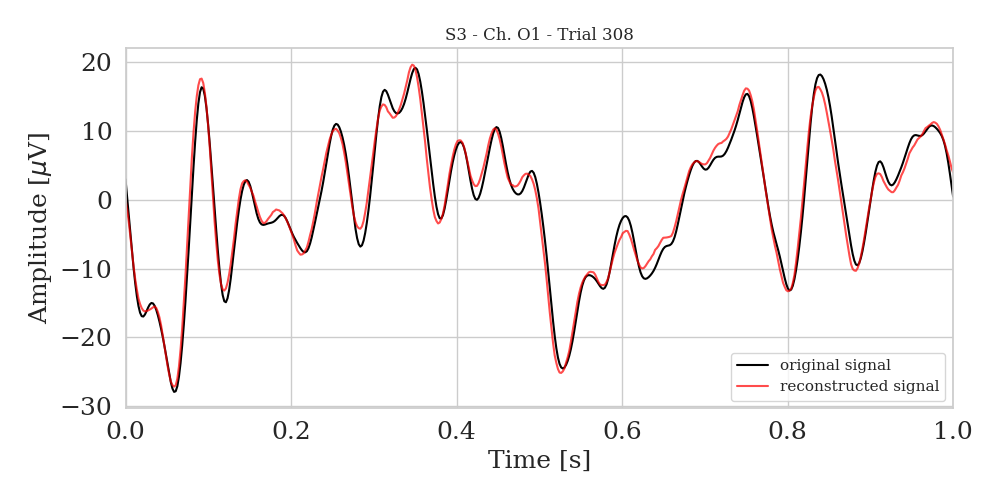 S3 - Ch. O1 - Trial 308
Amplitude [μV]
20
10
0
−10
−20
−30
original signal
reconstructed signal
0.0 0.2 0.4 0.6 0.8 1.0
Time [s]